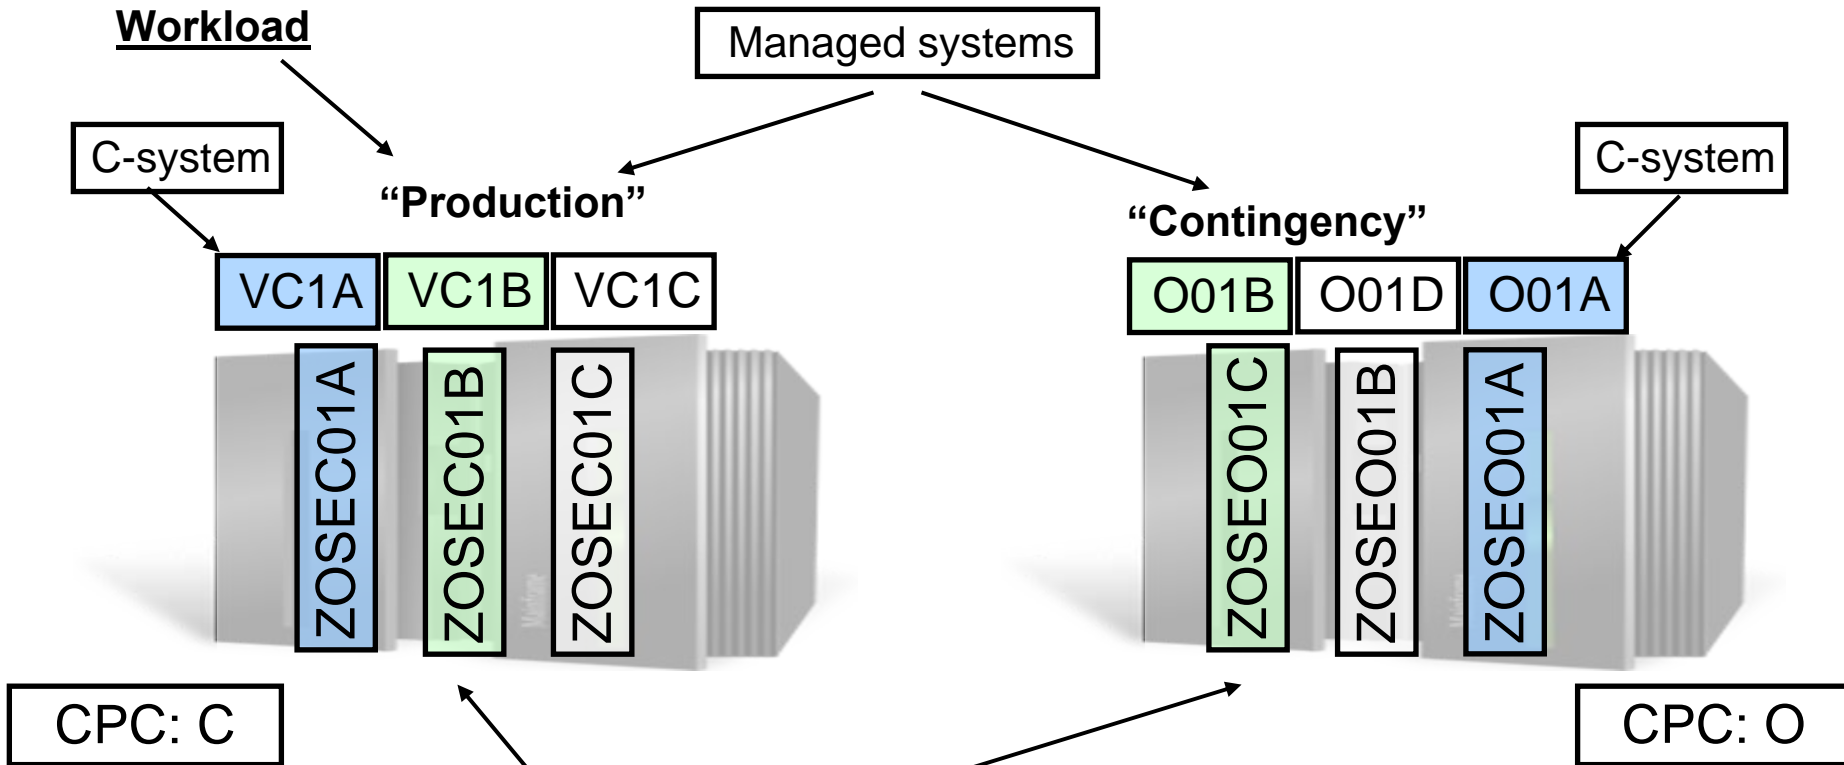 Workload
Managed systems
C-system
C-system
“Production”
“Contingency”
VC1A
VC1B
VC1C
O01B
O01D
O01A
ZOSEC01A
ZOSEC01B
ZOSEC01C
ZOSEO01C
ZOSEO01B
ZOSEO01A
CPC: C
CPC: O